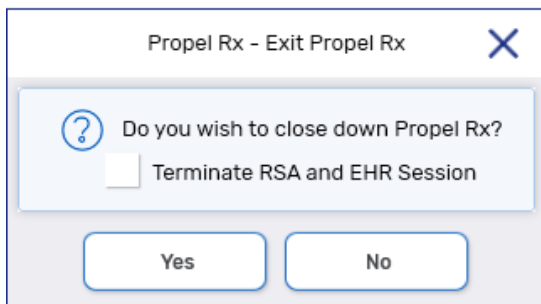 Propel Rx - Exit Propel Rx
Do you wish to close down Propel Rx?
Terminate RSA and EHR Session
Yes
No